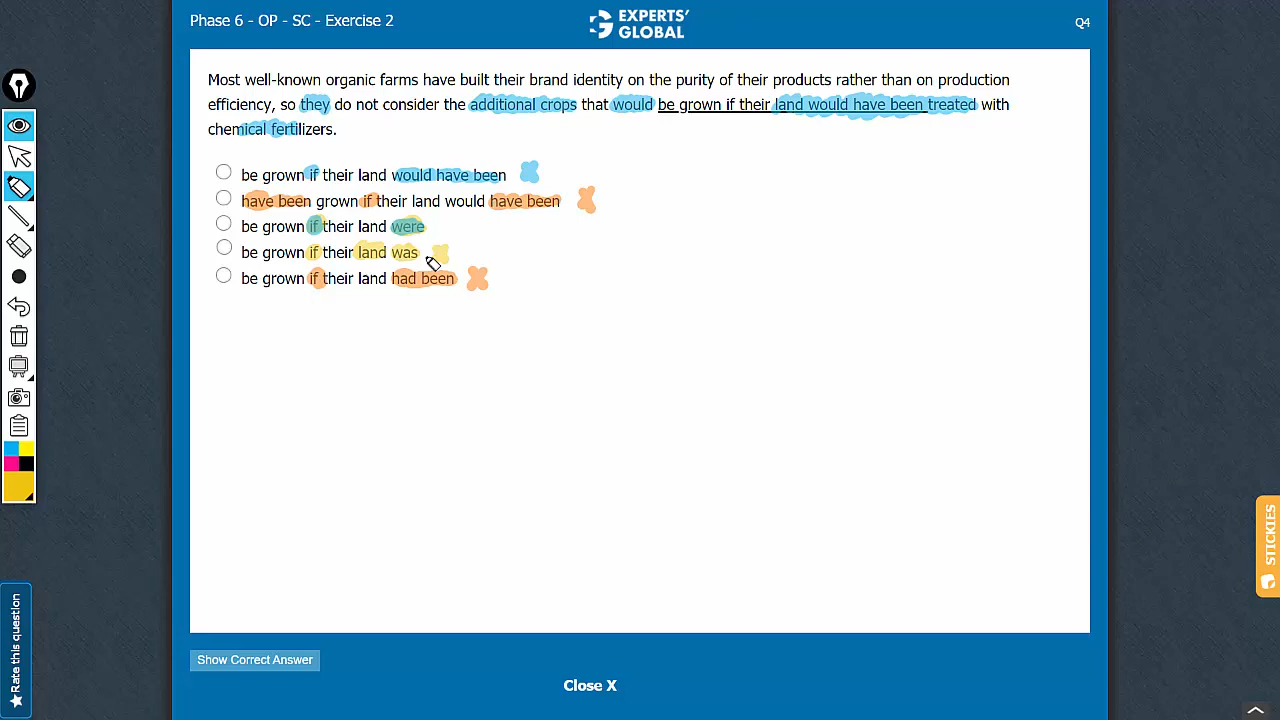 Phase 6 - OP - SC - Exercise 2
EXPERTS'
GLOBAL
Q4
Most well-known organic farms have built their brand identity on the purity of their products rather than on production
efficiency, so they do not consider the additional crops that would be grown if their land would have been treated with
chemical fertilizers.
be grown if their land would have been
have been grown if their land would have been
be grown if their land were
be grown if their land was
be grown if their land had been
STICKIES
Rate this question
Show Correct Answer
Close X